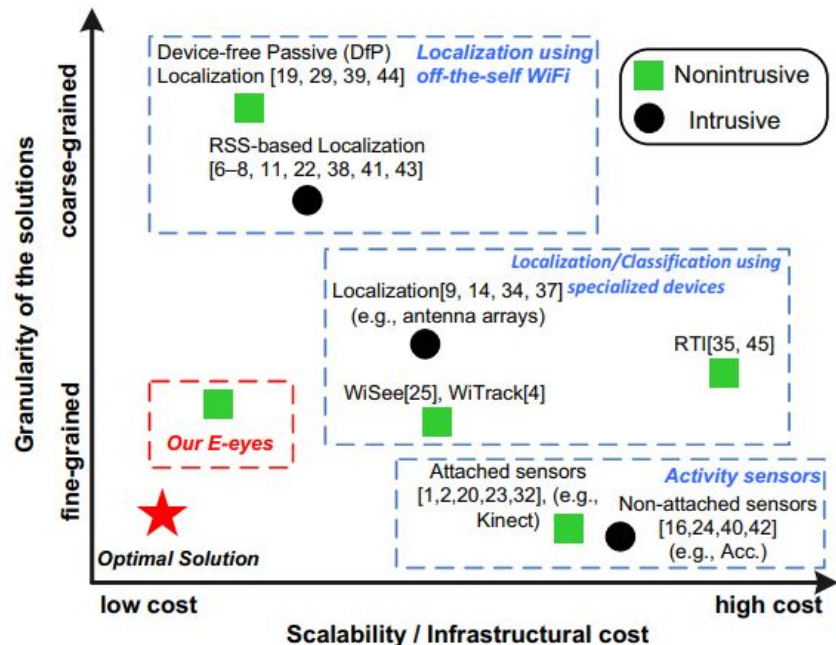 Device-free Passive (DfP)
Localization [19, 29, 39, 44]
Localization using
off-the-self WiFi
Nonintrusive
Intrusive
RSS-based Localization
[6–8, 11, 22, 38, 41, 43]
Localization/Classification using
specialized devices
Localization[9, 14, 34, 37]
(e.g., antenna arrays)
RTI[35, 45]
WiSee[25], WiTrack[4]
Our E-eyes
Attached sensors
[1,2,20,23,32], (e.g.,
Kinect)
Activity sensors
Non-attached sensors
[16,24,40,42]
(e.g., Acc.)
Optimal Solution
Granularity of the solutions
coarse-grained
fine-grained
low cost
high cost
Scalability / Infrastructural cost